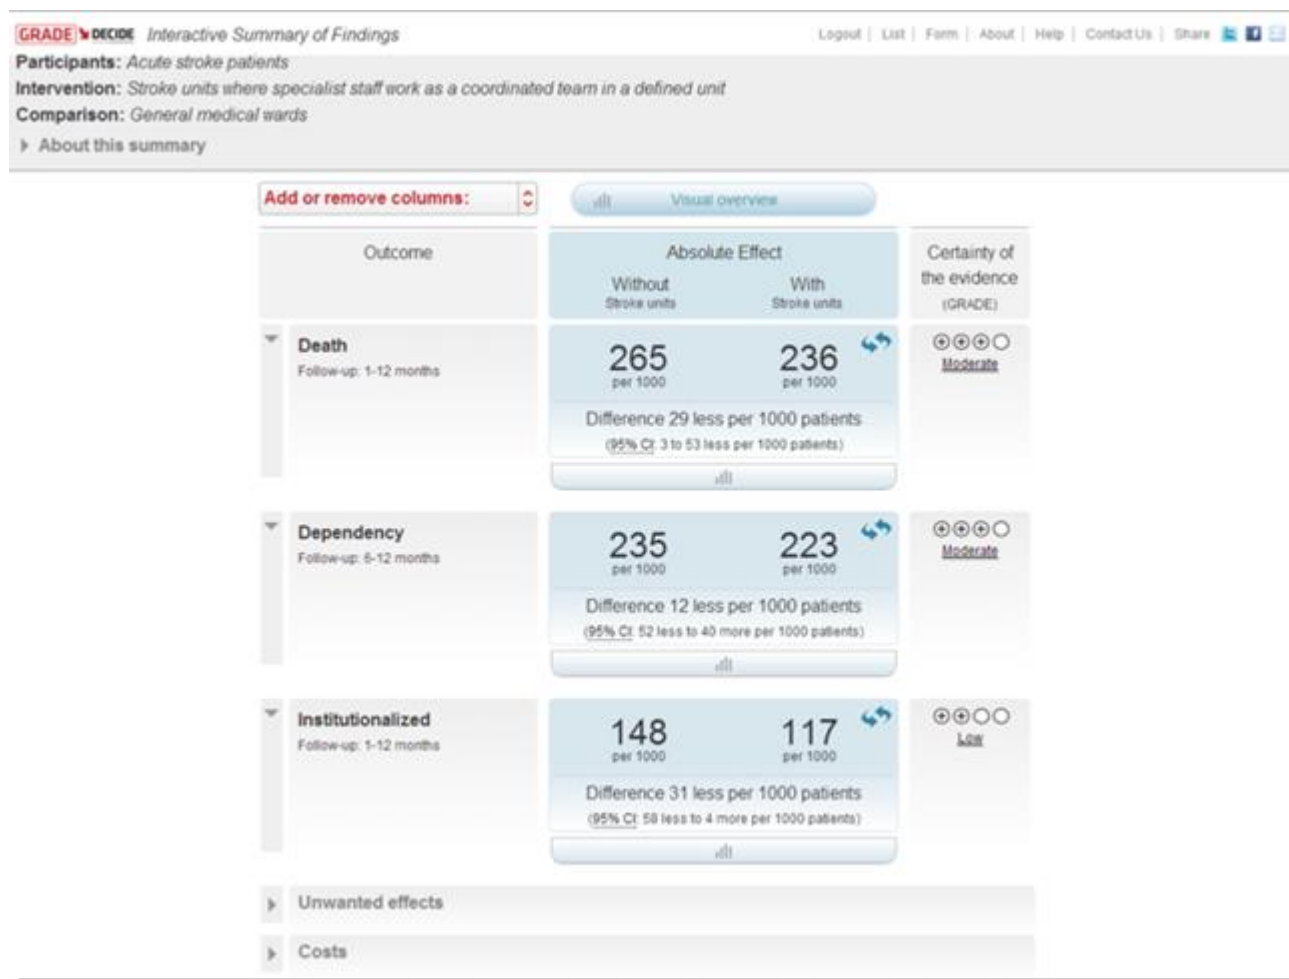 GRADE DECIDE Interactive Summary of Findings
Logout | List | Form | About | Help | Contact Us | Share
Participants: Acute stroke patients
Intervention: Stroke units where specialist staff work as a coordinated team in a defined unit
Comparison: General medical wards
About this summary
Add or remove columns:
Visual overview
Outcome
Absolute Effect
Without
Stroke units
With
Stroke units
Certainty of
the evidence
(GRADE)
Death
Follow-up: 1-12 months
265
per 1000
236
per 1000
Difference 29 less per 1000 patients
(95% CI: 3 to 53 less per 1000 patients)
Moderate
Dependency
Follow-up: 6-12 months
235
per 1000
223
per 1000
Difference 12 less per 1000 patients
(95% CI: 52 less to 40 more per 1000 patients)
Moderate
Institutionalized
Follow-up: 1-12 months
148
per 1000
117
per 1000
Difference 31 less per 1000 patients
(95% CI: 58 less to 4 more per 1000 patients)
Low
Unwanted effects
Costs